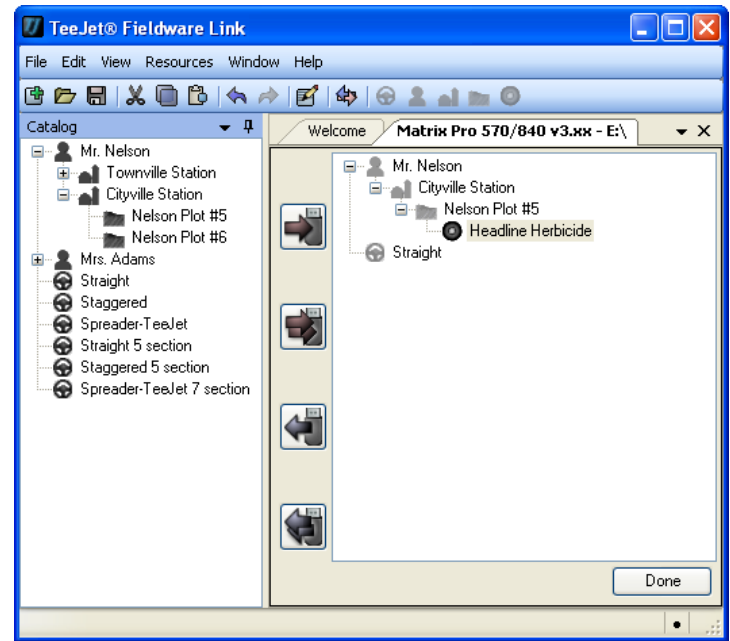 TeeJet® Fieldware Link
File Edit View Resources Window Help
Catalog
Mr. Nelson
Townville Station
Cityville Station
Nelson Plot #5
Nelson Plot #6
Mrs. Adams
Straight
Staggered
Spreader-TeeJet
Straight 5 section
Staggered 5 section
Spreader-TeeJet 7 section
Welcome Matrix Pro 570/840 v3.xx - E:\
Mr. Nelson
Cityville Station
Nelson Plot #5
Headline Herbicide
Straight
Done